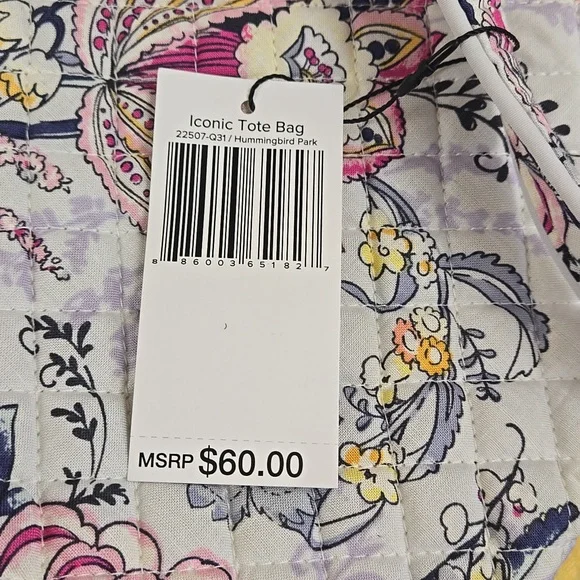 Iconic Tote Bag
22507-Q31 / Hummingbird Park
8 86003 65182 7
MSRP $60.00